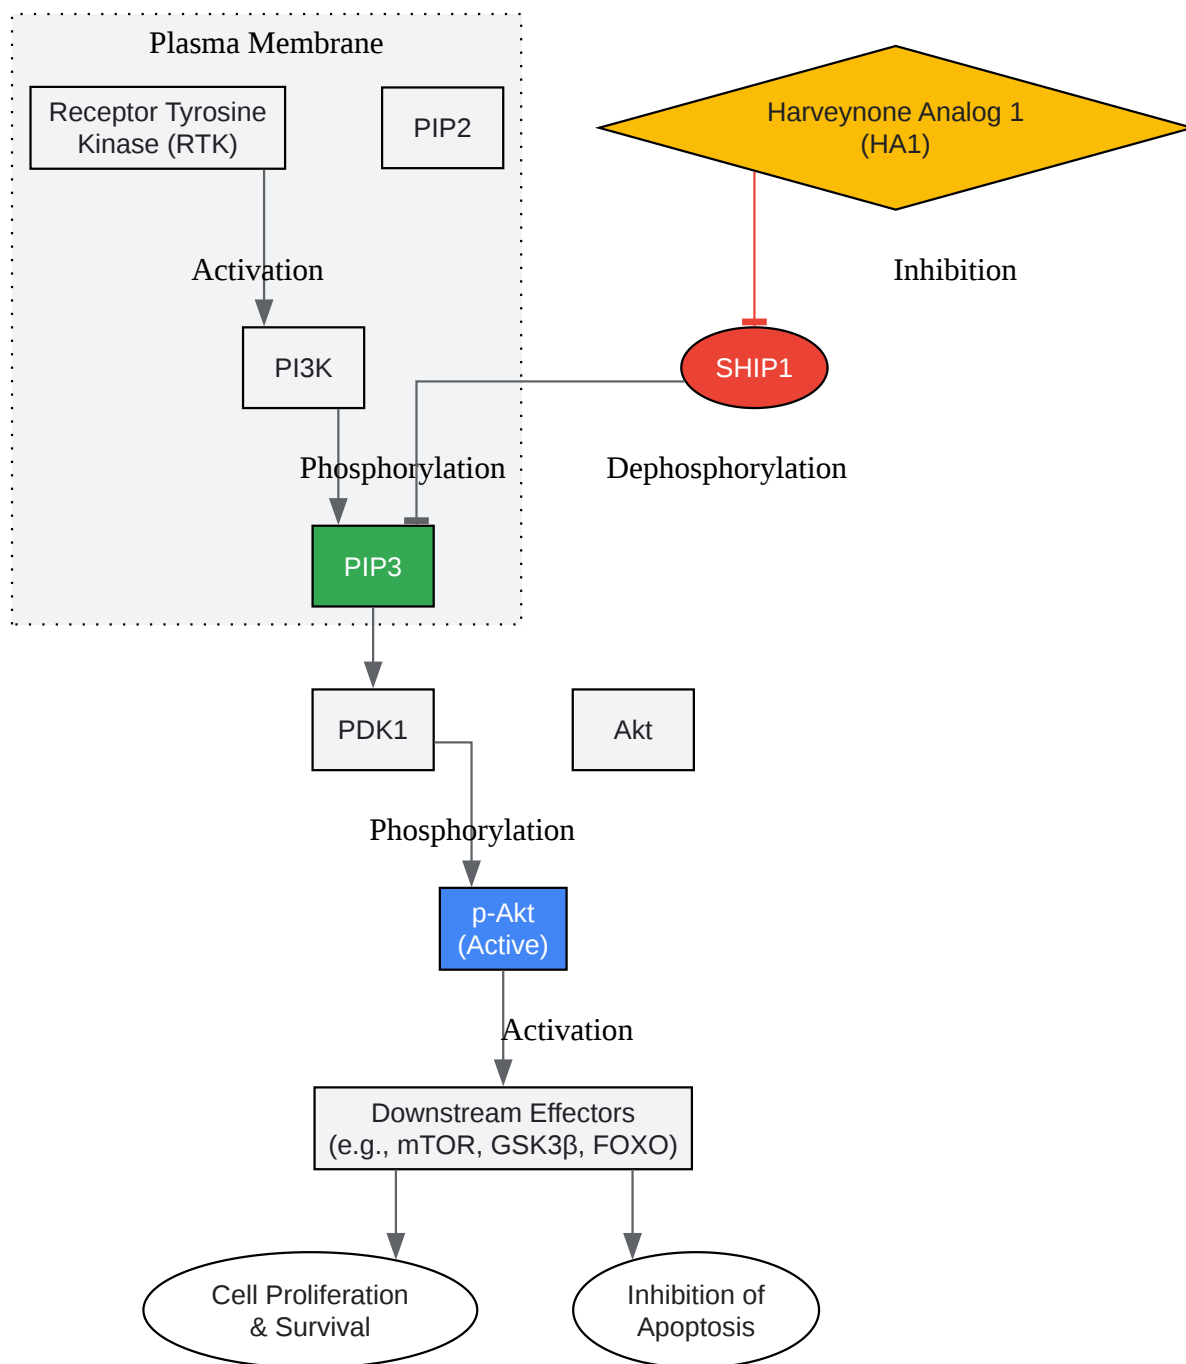 Plasma Membrane
Receptor Tyrosine
Kinase (RTK)
PIP2
Harveynone Analog 1
(HA1)
Activation
Inhibition
PI3K
SHIP1
Phosphorylation
Dephosphorylation
PIP3
PDK1
Akt
Phosphorylation
p-Akt
(Active)
Activation
Downstream Effectors
(e.g., mTOR, GSK3β, FOXO)
Cell Proliferation
& Survival
Inhibition of
Apoptosis